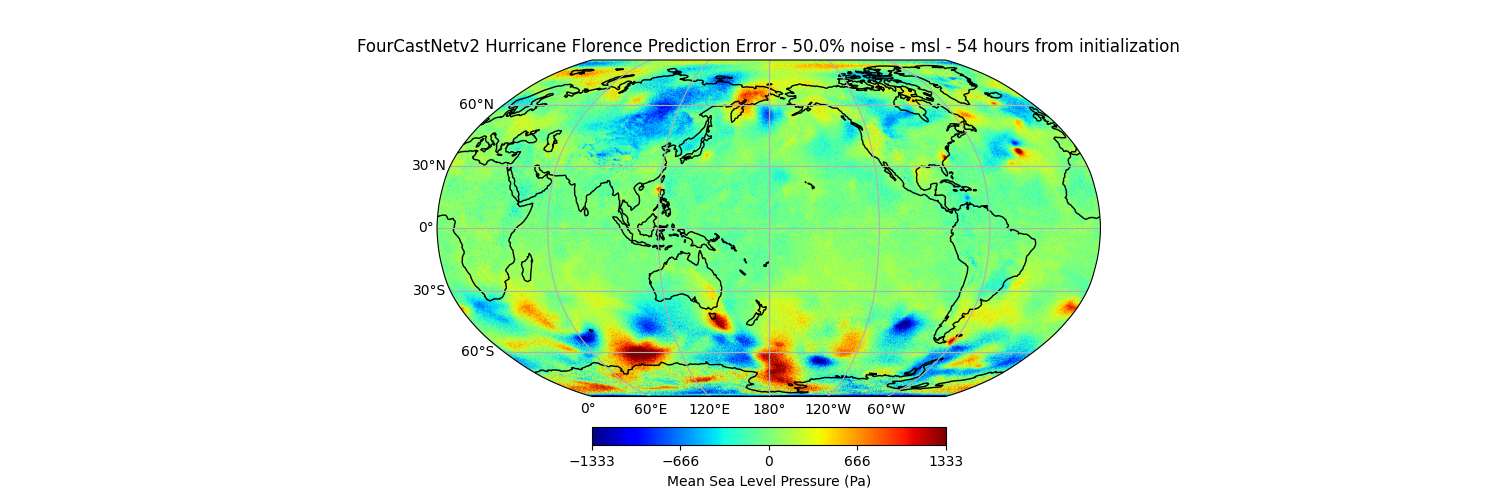 FourCastNetv2 Hurricane Florence Prediction Error - 50.0% noise - msl - 54 hours from initialization
60°N
30°N
0°
30°S
60°S
0° 60°E 120°E 180° 120°W 60°W
−1333 −666 0 666 1333
Mean Sea Level Pressure (Pa)